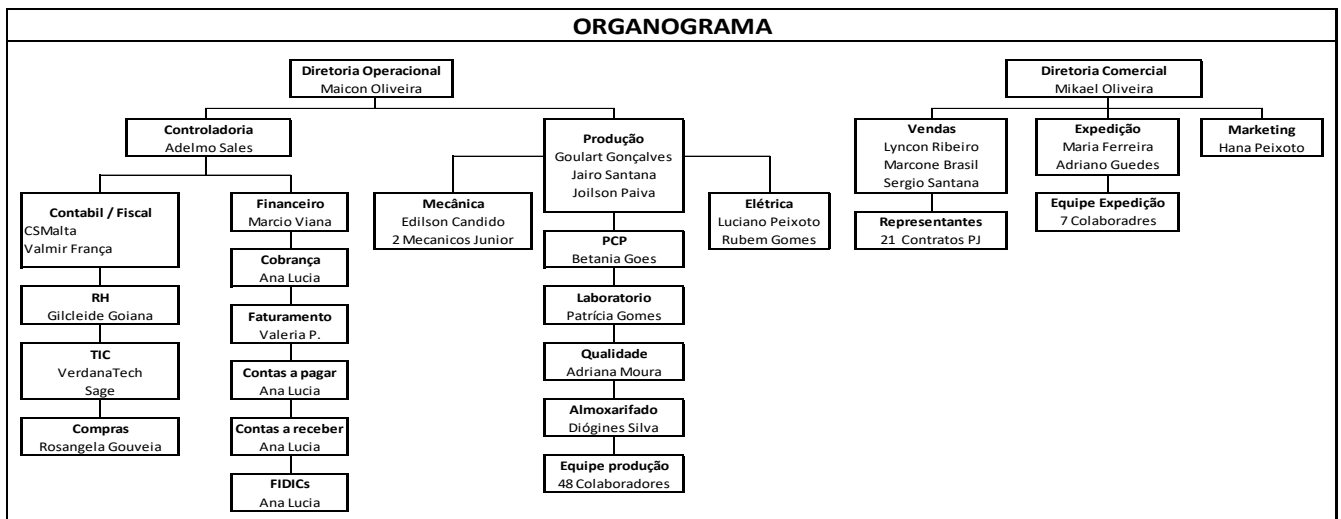 ORGANOGRAMA
Diretoria Operacional
Maicon Oliveira
Diretoria Comercial
Mikael Oliveira
Controladoria
Adelmo Sales
Produção
Goulart Gonçalves
Jairo Santana
Joilson Paiva
Vendas
Lyncon Ribeiro
Marcone Brasil
Sergio Santana
Expedição
Maria Ferreira
Adriano Guedes
Marketing
Hana Peixoto
Contabil / Fiscal
CSMalta
Valmir França
Financeiro
Marcio Viana
Mecânica
Edilson Candido
2 Mecanicos Junior
Elétrica
Luciano Peixoto
Rubem Gomes
Representantes
21 Contratos PJ
Equipe Expedição
7 Colaboradres
PCP
Betania Goes
Cobrança
Ana Lucia
RH
Gilcleide Goiana
Faturamento
Valeria P.
Laboratorio
Patrícia Gomes
TIC
VerdanaTech
Sage
Contas a pagar
Ana Lucia
Qualidade
Adriana Moura
Compras
Rosangela Gouveia
Contas a receber
Ana Lucia
Almoxarifado
Diógines Silva
FIDICs
Ana Lucia
Equipe produção
48 Colaboradores